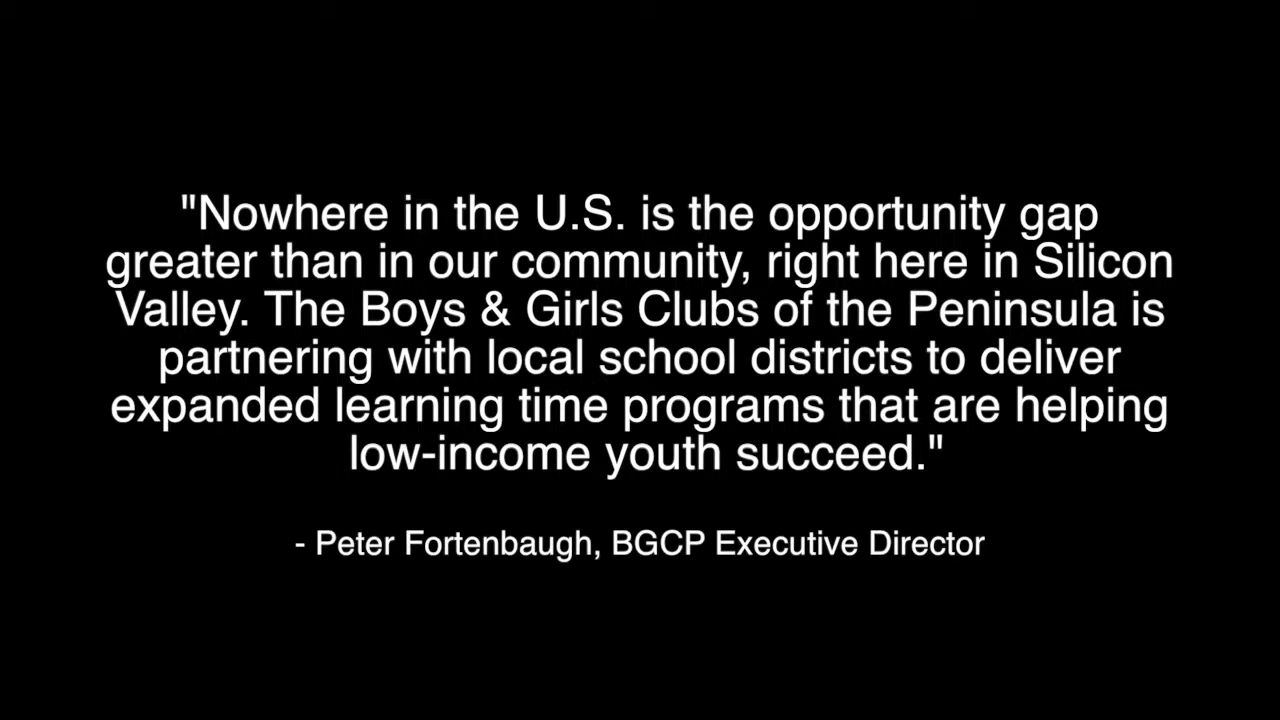 "Nowhere in the U.S. is the opportunity gap
greater than in our community, right here in Silicon
Valley. The Boys & Girls Clubs of the Peninsula is
partnering with local school districts to deliver
expanded learning time programs that are helping
low-income youth succeed."
- Peter Fortenbaugh, BGCP Executive Director